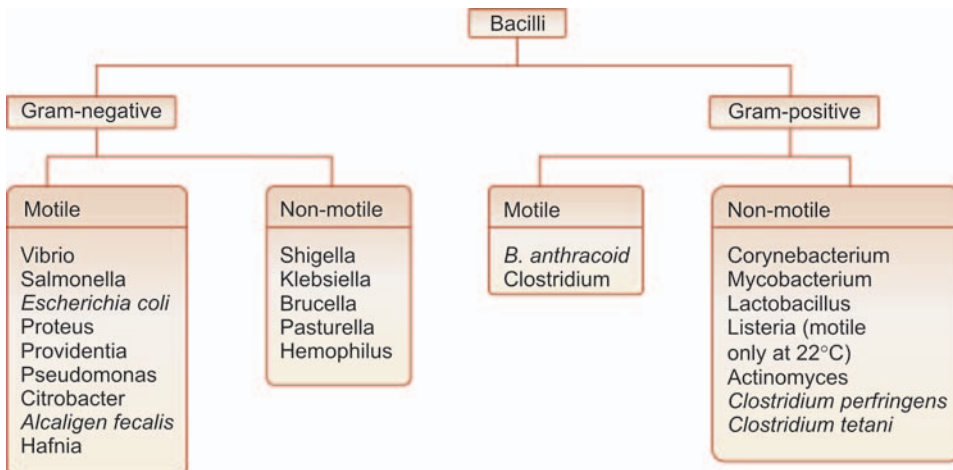 Bacilli
Gram-negative
Gram-positive
Motile
Vibrio
Salmonella
Escherichia coli
Proteus
Providentia
Pseudomonas
Citrobacter
Alcaligen fecalis
Hafnia
Non-motile
Shigella
Klebsiella
Brucella
Pasturella
Hemophilus
Motile
B. anthracoid
Clostridium
Non-motile
Corynebacterium
Mycobacterium
Lactobacillus
Listeria (motile
only at 22°C)
Actinomyces
Clostridium perfringens
Clostridium tetani